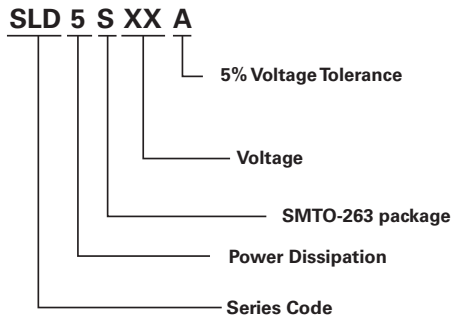 SLD 5 S XX A
5% Voltage Tolerance
Voltage
SMTO-263 package
Power Dissipation
Series Code